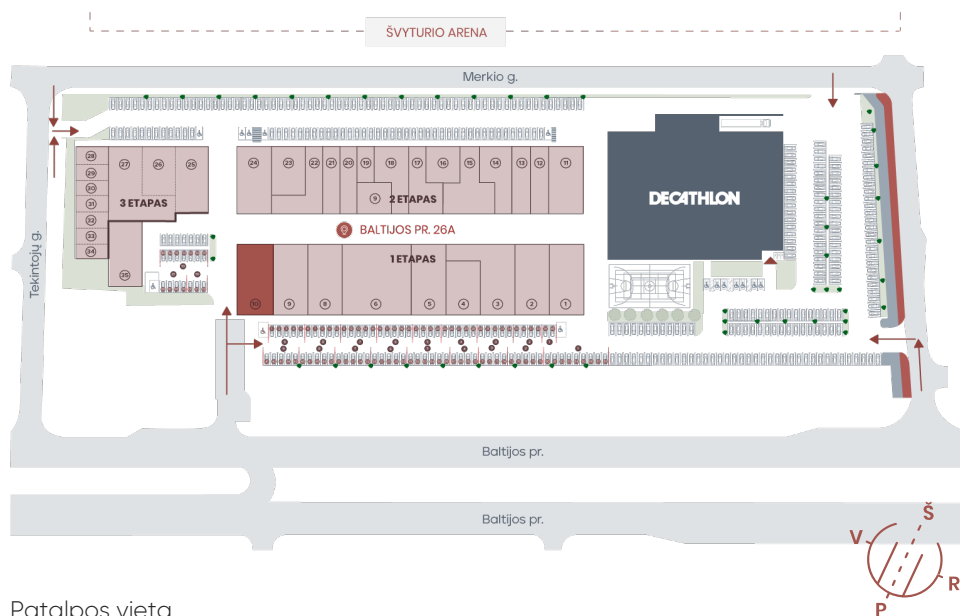 ŠVYTURIO ARENA
Merkio g.
28
29
30
31
32
33
24
27
26
25
3 ETAPAS
25
24
23
22
21
20
19
18
17
16
15
14
13
12
11
9
2 ETAPAS
DECATHLON
BALTIJOS PR. 26A
1 ETAPAS
10
9
8
6
5
4
3
2
1
Tekintojų g.
Baltijos pr.
Baltijos pr.
Š
V
R
P
Patalpos vieta